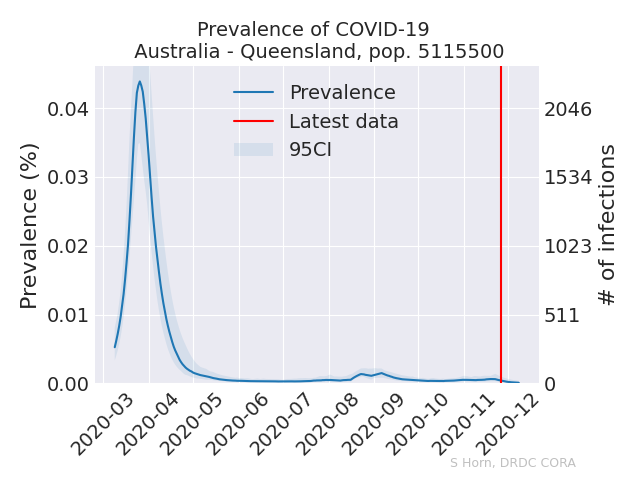 Prevalence of COVID-19
Australia - Queensland, pop. 5115500
Prevalence
Latest data
95CI
Prevalence (%)
0.04
0.03
0.02
0.01
0.00
# of infections
2046
1534
1023
511
0
2020-03
2020-04
2020-05
2020-06
2020-07
2020-08
2020-09
2020-10
2020-11
2020-12
S Horn, DRDC CORA